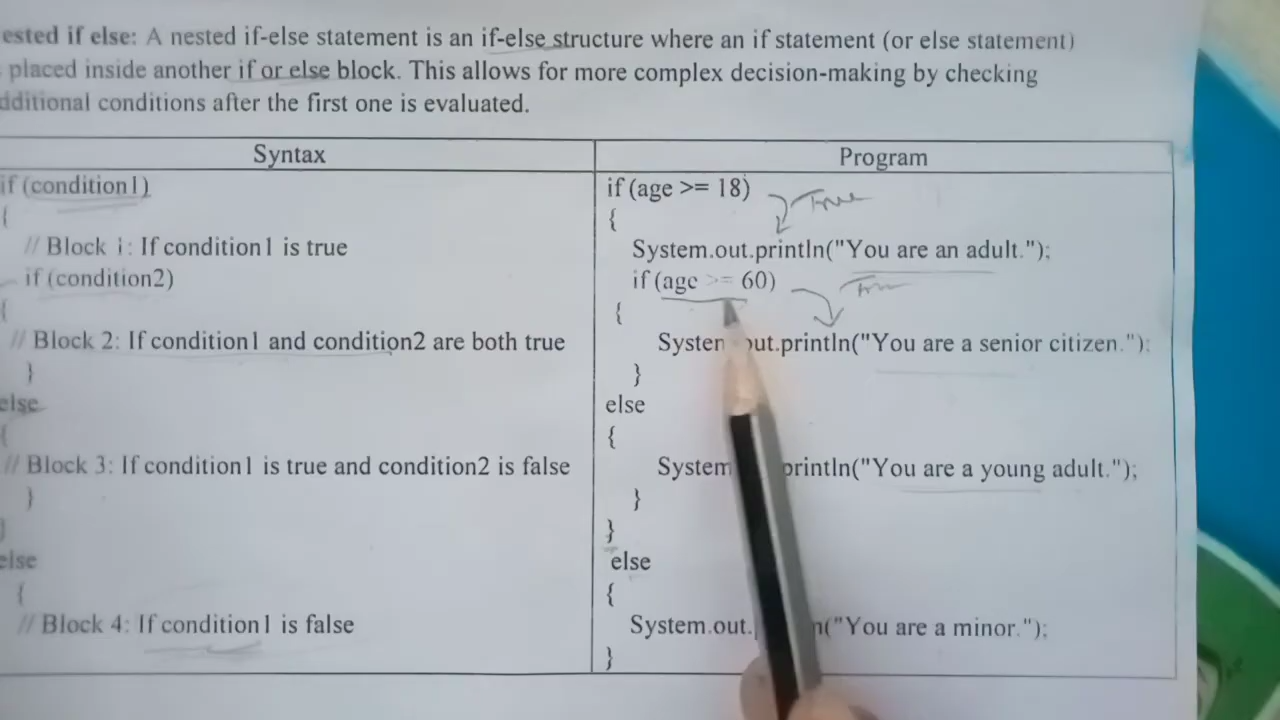 ested if else: A nested if-else statement is an if-else structure where an if statement (or else statement)
placed inside another if or else block. This allows for more complex decision-making by checking
dditional conditions after the first one is evaluated.
Syntax
if (condition1)
{
// Block 1: If condition1 is true
if (condition2)
{
// Block 2: If condition1 and condition2 are both true
}
else
{
// Block 3: If condition1 is true and condition2 is false
}
}
else
{
// Block 4: If condition1 is false
Program
if (age >= 18)
True
{
System.out.println("You are an adult.");
if (age >= 60)
True
{
System out.println("You are a senior citizen.");
}
else
{
System println("You are a young adult.");
}
}
else
{
System.out. n("You are a minor.");
}